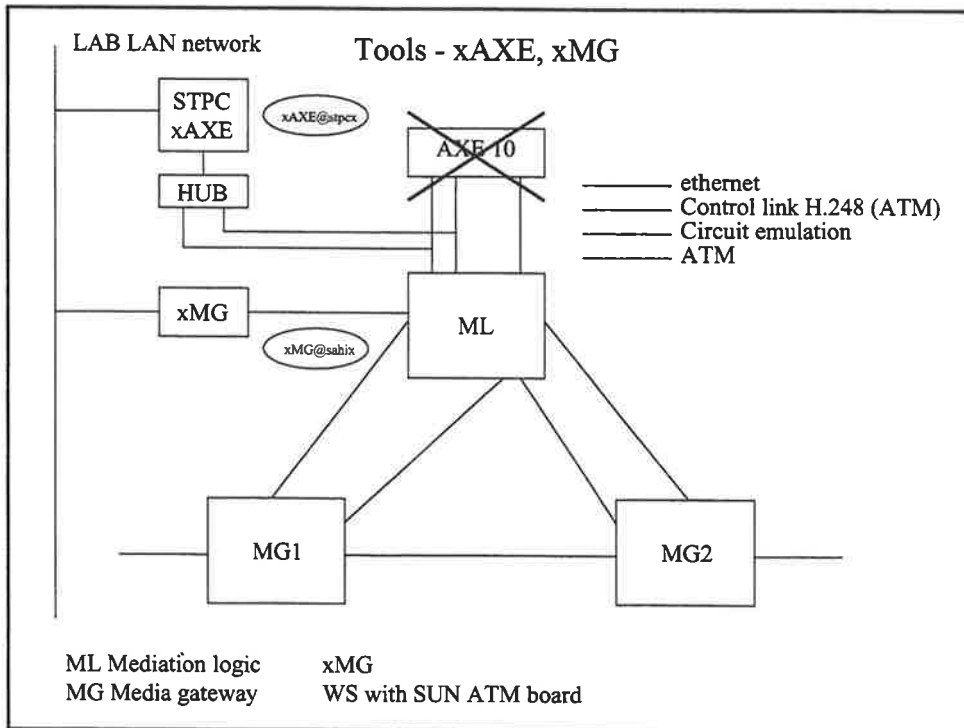 LAB LAN network
Tools - xAXE, xMG
STPC
xAXE
xAXE@stpcx
AXE 10
HUB
ethernet
Control link H.248 (ATM)
Circuit emulation
ATM
xMG
ML
xMG@sahix
MG1
MG2
ML Mediation logic xMG
MG Media gateway WS with SUN ATM board